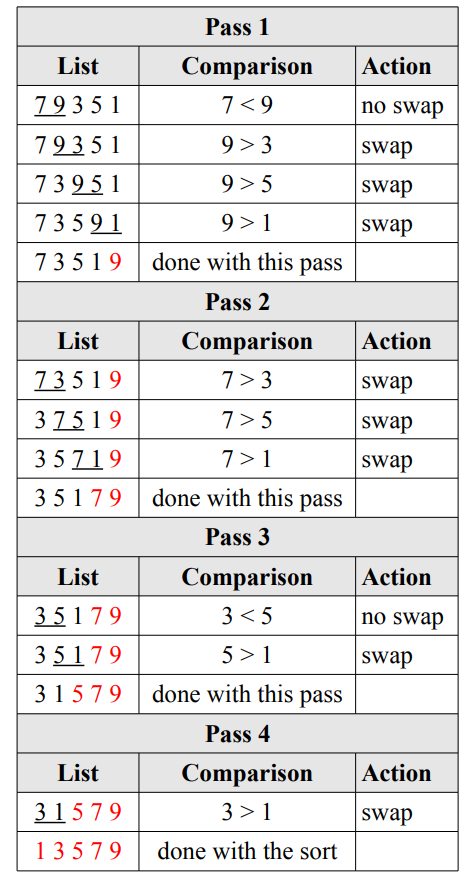 Pass 1
List Comparison Action
7 9 3 5 1 7 < 9 no swap
7 9 3 5 1 9 > 3 swap
7 3 9 5 1 9 > 5 swap
7 3 5 9 1 9 > 1 swap
7 3 5 1 9 done with this pass
Pass 2
List Comparison Action
7 3 5 1 9 7 > 3 swap
3 7 5 1 9 7 > 5 swap
3 5 7 1 9 7 > 1 swap
3 5 1 7 9 done with this pass
Pass 3
List Comparison Action
3 5 1 7 9 3 < 5 no swap
3 5 1 7 9 5 > 1 swap
3 1 5 7 9 done with this pass
Pass 4
List Comparison Action
3 1 5 7 9 3 > 1 swap
1 3 5 7 9 done with the sort